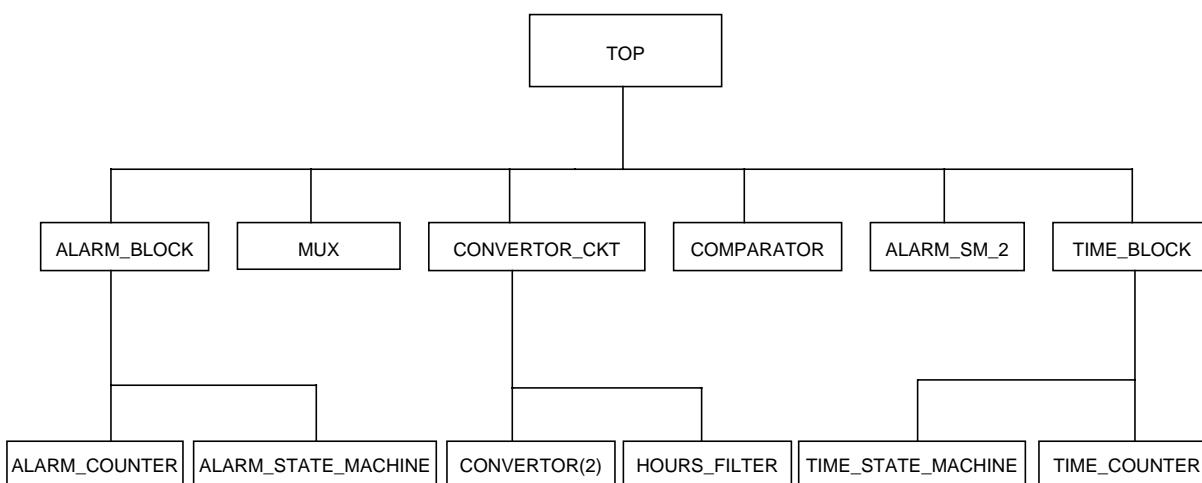 TOP
ALARM_BLOCK
MUX
CONVERTOR_CKT
COMPARATOR
ALARM_SM_2
TIME_BLOCK
ALARM_COUNTER
ALARM_STATE_MACHINE
CONVERTOR(2)
HOURS_FILTER
TIME_STATE_MACHINE
TIME_COUNTER